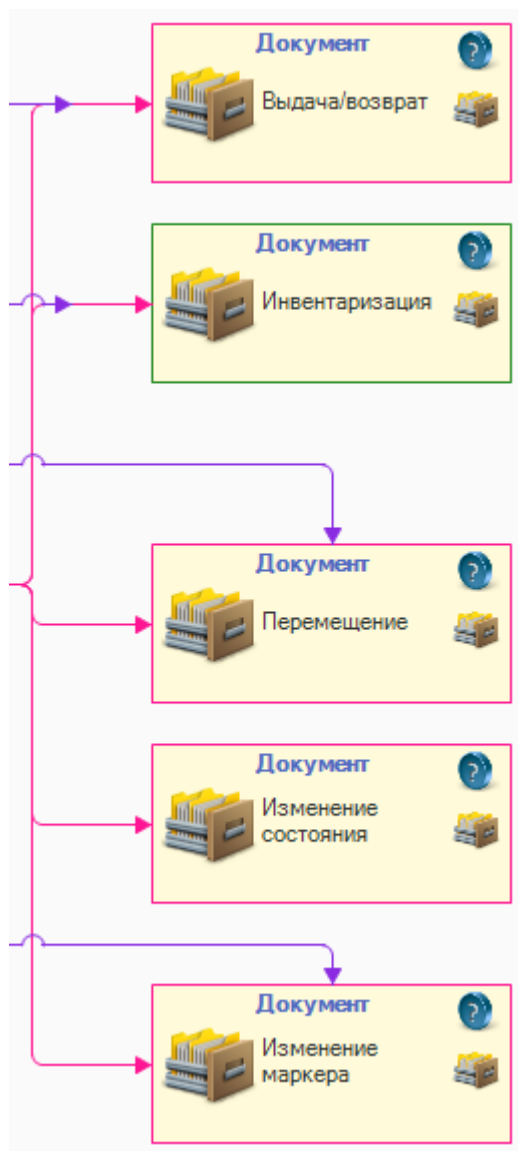 Документ
?
Выдача/возврат
Документ
?
Инвентаризация
Документ
?
Перемещение
Документ
?
Изменение
состояния
Документ
?
Изменение
маркера